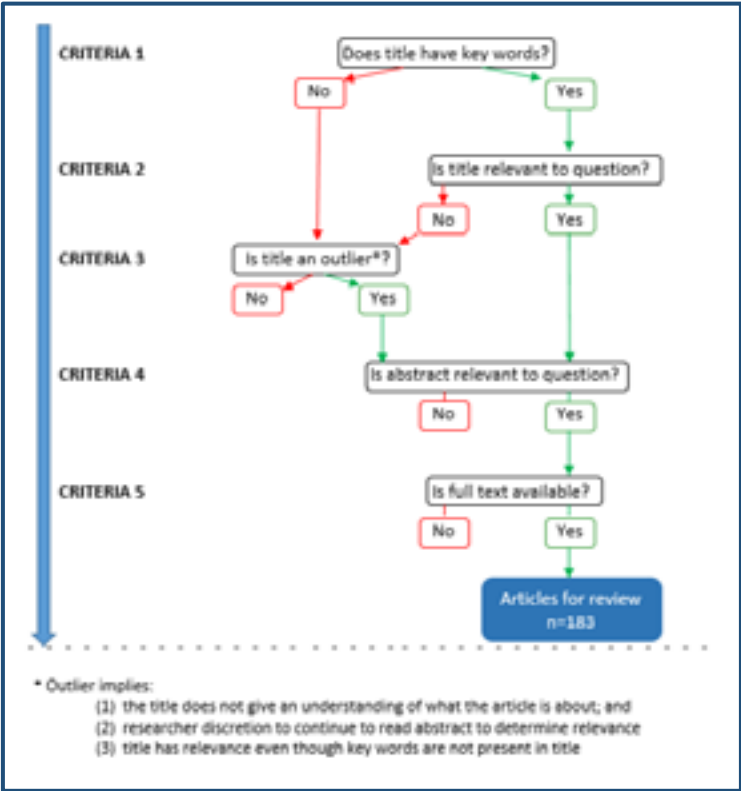 CRITERIA 1
Does title have key words?
No
Yes
CRITERIA 2
Is title relevant to question?
No
Yes
CRITERIA 3
Is title an outlier*?
No
Yes
CRITERIA 4
Is abstract relevant to question?
No
Yes
CRITERIA 5
Is full text available?
No
Yes
Articles for review
n=183
* Outlier implies:
(1) the title does not give an understanding of what the article is about; and
(2) researcher discretion to continue to read abstract to determine relevance
(3) title has relevance even though key words are not present in title